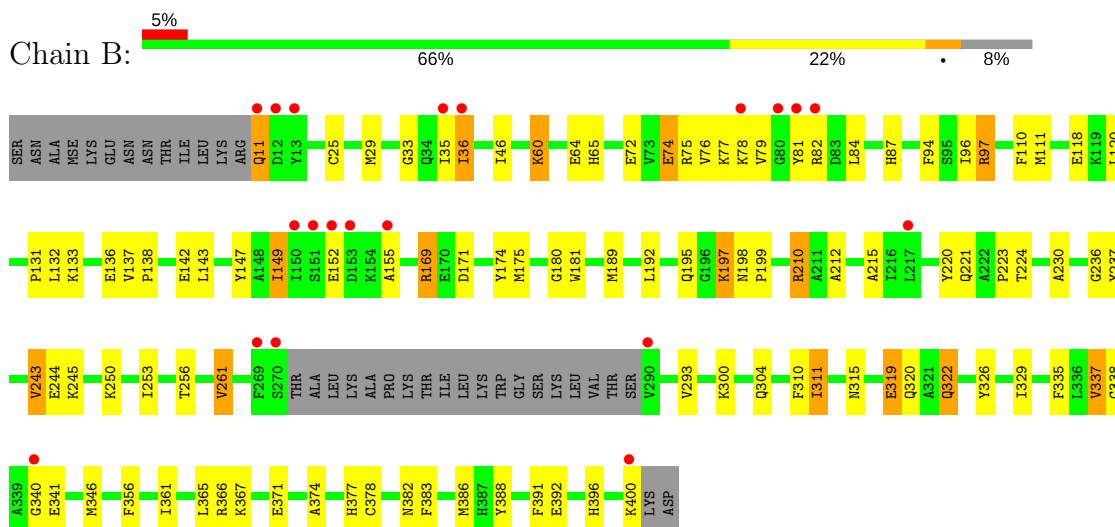 5%
Chain B:
66% 22% • 8%
SER ASN ALA MSE LYS GLU ASN ASN THR ILE LEU LYS ARG Q11 D12 Y13 C25 M29 G33 Q34 I35 I36 I46 K60 E64 H65 E72 V73 E74 R75 V76 K77 K78 V79 G80 Y81 R82 D83 L84 H87 F94 S95 I96 R97 F110 M111 E118 K119
P131 L132 K133 E136 V137 P138 E142 L143 Y147 A148 I149 I150 S151 E152 D153 K154 A155 R169 E170 D171 Y174 M175 G180 W181 M189 L192 Q195 G196 K197 N198 P199 R210 A211 A212 A215 I216 L217 Y220 Q221 A222 P223 T224 A230 G236
V243 E244 K245 K250 I253 T256 V261 F269 S270 THR ALA LEU LYS ALA PRO THR ILE LEU LYS TRP GLY SER LYS LEU VAL THR SER V290 V293 K300 Q304 F310 I311 N315 E319 Q320 A321 Q322 Y326 I329 F335 L336 V337
A339 G340 E341 M346 F356 I361 L365 R366 K367 E371 A374 H377 C378 N382 F383 M386 H387 Y388 F391 E392 H396 K400 LYS ASP